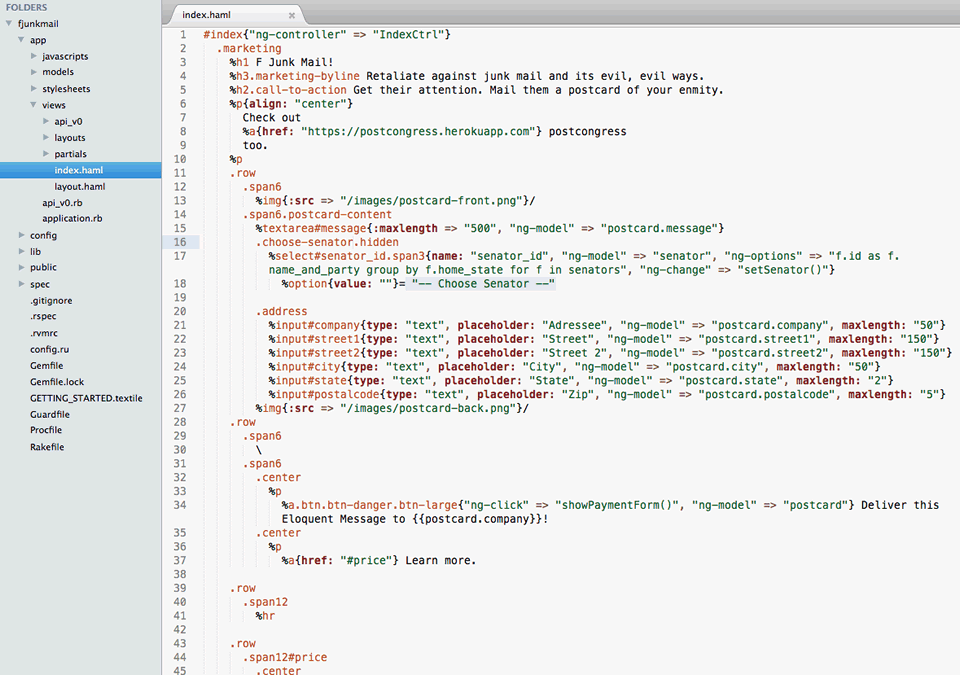 FOLDERS
fjunkmail
app
javascripts
models
stylesheets
views
api_v0
layouts
partials
index.haml
layout.haml
api_v0.rb
application.rb
config
lib
public
spec
.gitignore
.rspec
.rvmrc
config.ru
Gemfile
Gemfile.lock
GETTING_STARTED.textile
Guardfile
Procfile
Rakefile
index.haml ×
1 #index{"ng-controller" => "IndexCtrl"}
2 .marketing
3 %h1 F Junk Mail!
4 %h3.marketing-byline Retaliate against junk mail and its evil, evil ways.
5 %h2.call-to-action Get their attention. Mail them a postcard of your enmity.
6 %p{align: "center"}
7 Check out
8 %a{href: "https://postcongress.herokuapp.com"} postcongress
9 too.
10 %p
11 .row
12 .span6
13 %img{:src => "/images/postcard-front.png"}/
14 .span6.postcard-content
15 %textarea#message{:maxlength => "500", "ng-model" => "postcard.message"}
16 .choose-senator.hidden
17 %select#senator_id.span3{name: "senator_id", "ng-model" => "senator", "ng-options" => "f.id as f.
name_and_party group by f.home_state for f in senators", "ng-change" => "setSenator()"}
18 %option{value: ""}= "-- Choose Senator --"
19
20 .address
21 %input#company{type: "text", placeholder: "Adressee", "ng-model" => "postcard.company", maxlength: "50"}
22 %input#street1{type: "text", placeholder: "Street", "ng-model" => "postcard.street1", maxlength: "150"}
23 %input#street2{type: "text", placeholder: "Street 2", "ng-model" => "postcard.street2", maxlength: "150"}
24 %input#city{type: "text", placeholder: "City", "ng-model" => "postcard.city", maxlength: "50"}
25 %input#state{type: "text", placeholder: "State", "ng-model" => "postcard.state", maxlength: "2"}
26 %input#postalcode{type: "text", placeholder: "Zip", "ng-model" => "postcard.postalcode", maxlength: "5"}
27 %img{:src => "/images/postcard-back.png"}/
28 .row
29 .span6
30 \
31 .span6
32 .center
33 %p
34 %a.btn.btn-danger.btn-large{"ng-click" => "showPaymentForm()", "ng-model" => "postcard"} Deliver this
Eloquent Message to {{postcard.company}}!
35 .center
36 %p
37 %a{href: "#price"} Learn more.
38
39 .row
40 .span12
41 %hr
42
43 .row
44 .span12#price
45 .center